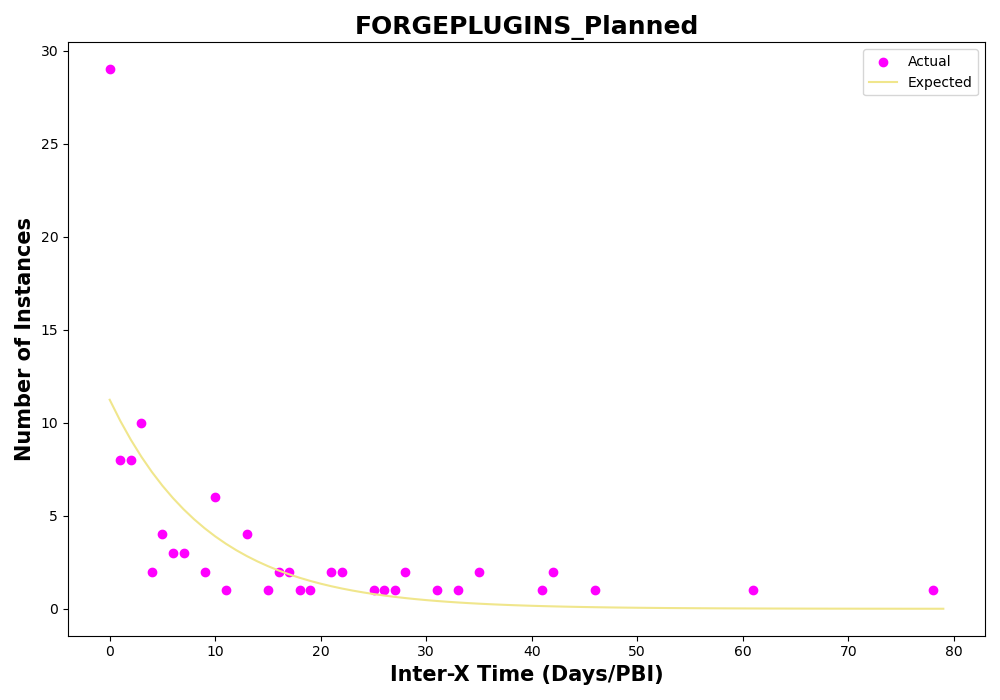 FORGEPLUGINS_Planned
Actual
Expected
Number of Instances
30
25
20
15
10
5
0
0 10 20 30 40 50 60 70 80
Inter-X Time (Days/PBI)